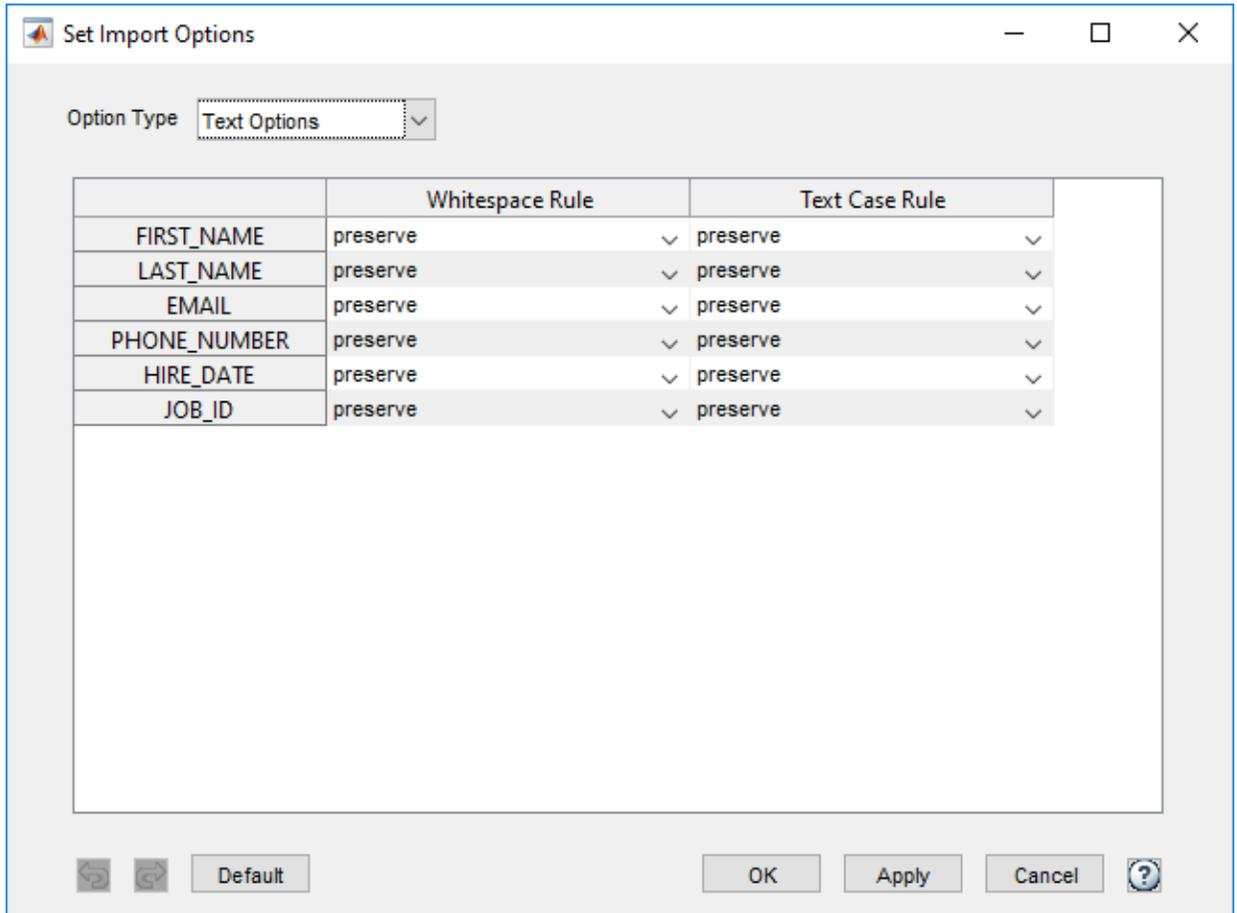 Set Import Options
Option Type Text Options
Whitespace Rule Text Case Rule
FIRST_NAME preserve preserve
LAST_NAME preserve preserve
EMAIL preserve preserve
PHONE_NUMBER preserve preserve
HIRE_DATE preserve preserve
JOB_ID preserve preserve
Default OK Apply Cancel ?